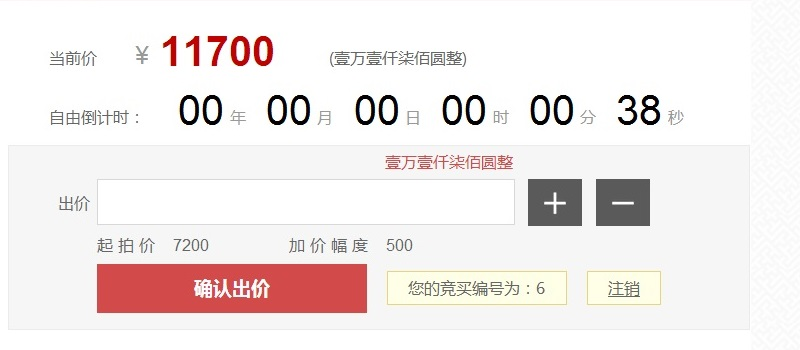 当前价 ￥ 11700 (壹万壹仟柒佰圆整)
自由倒计时： 00 年 00 月 00 日 00 时 00 分 38 秒
壹万壹仟柒佰圆整
出价 + −
起拍价 7200 加价幅度 500
确认出价 您的竞买编号为：6 注销